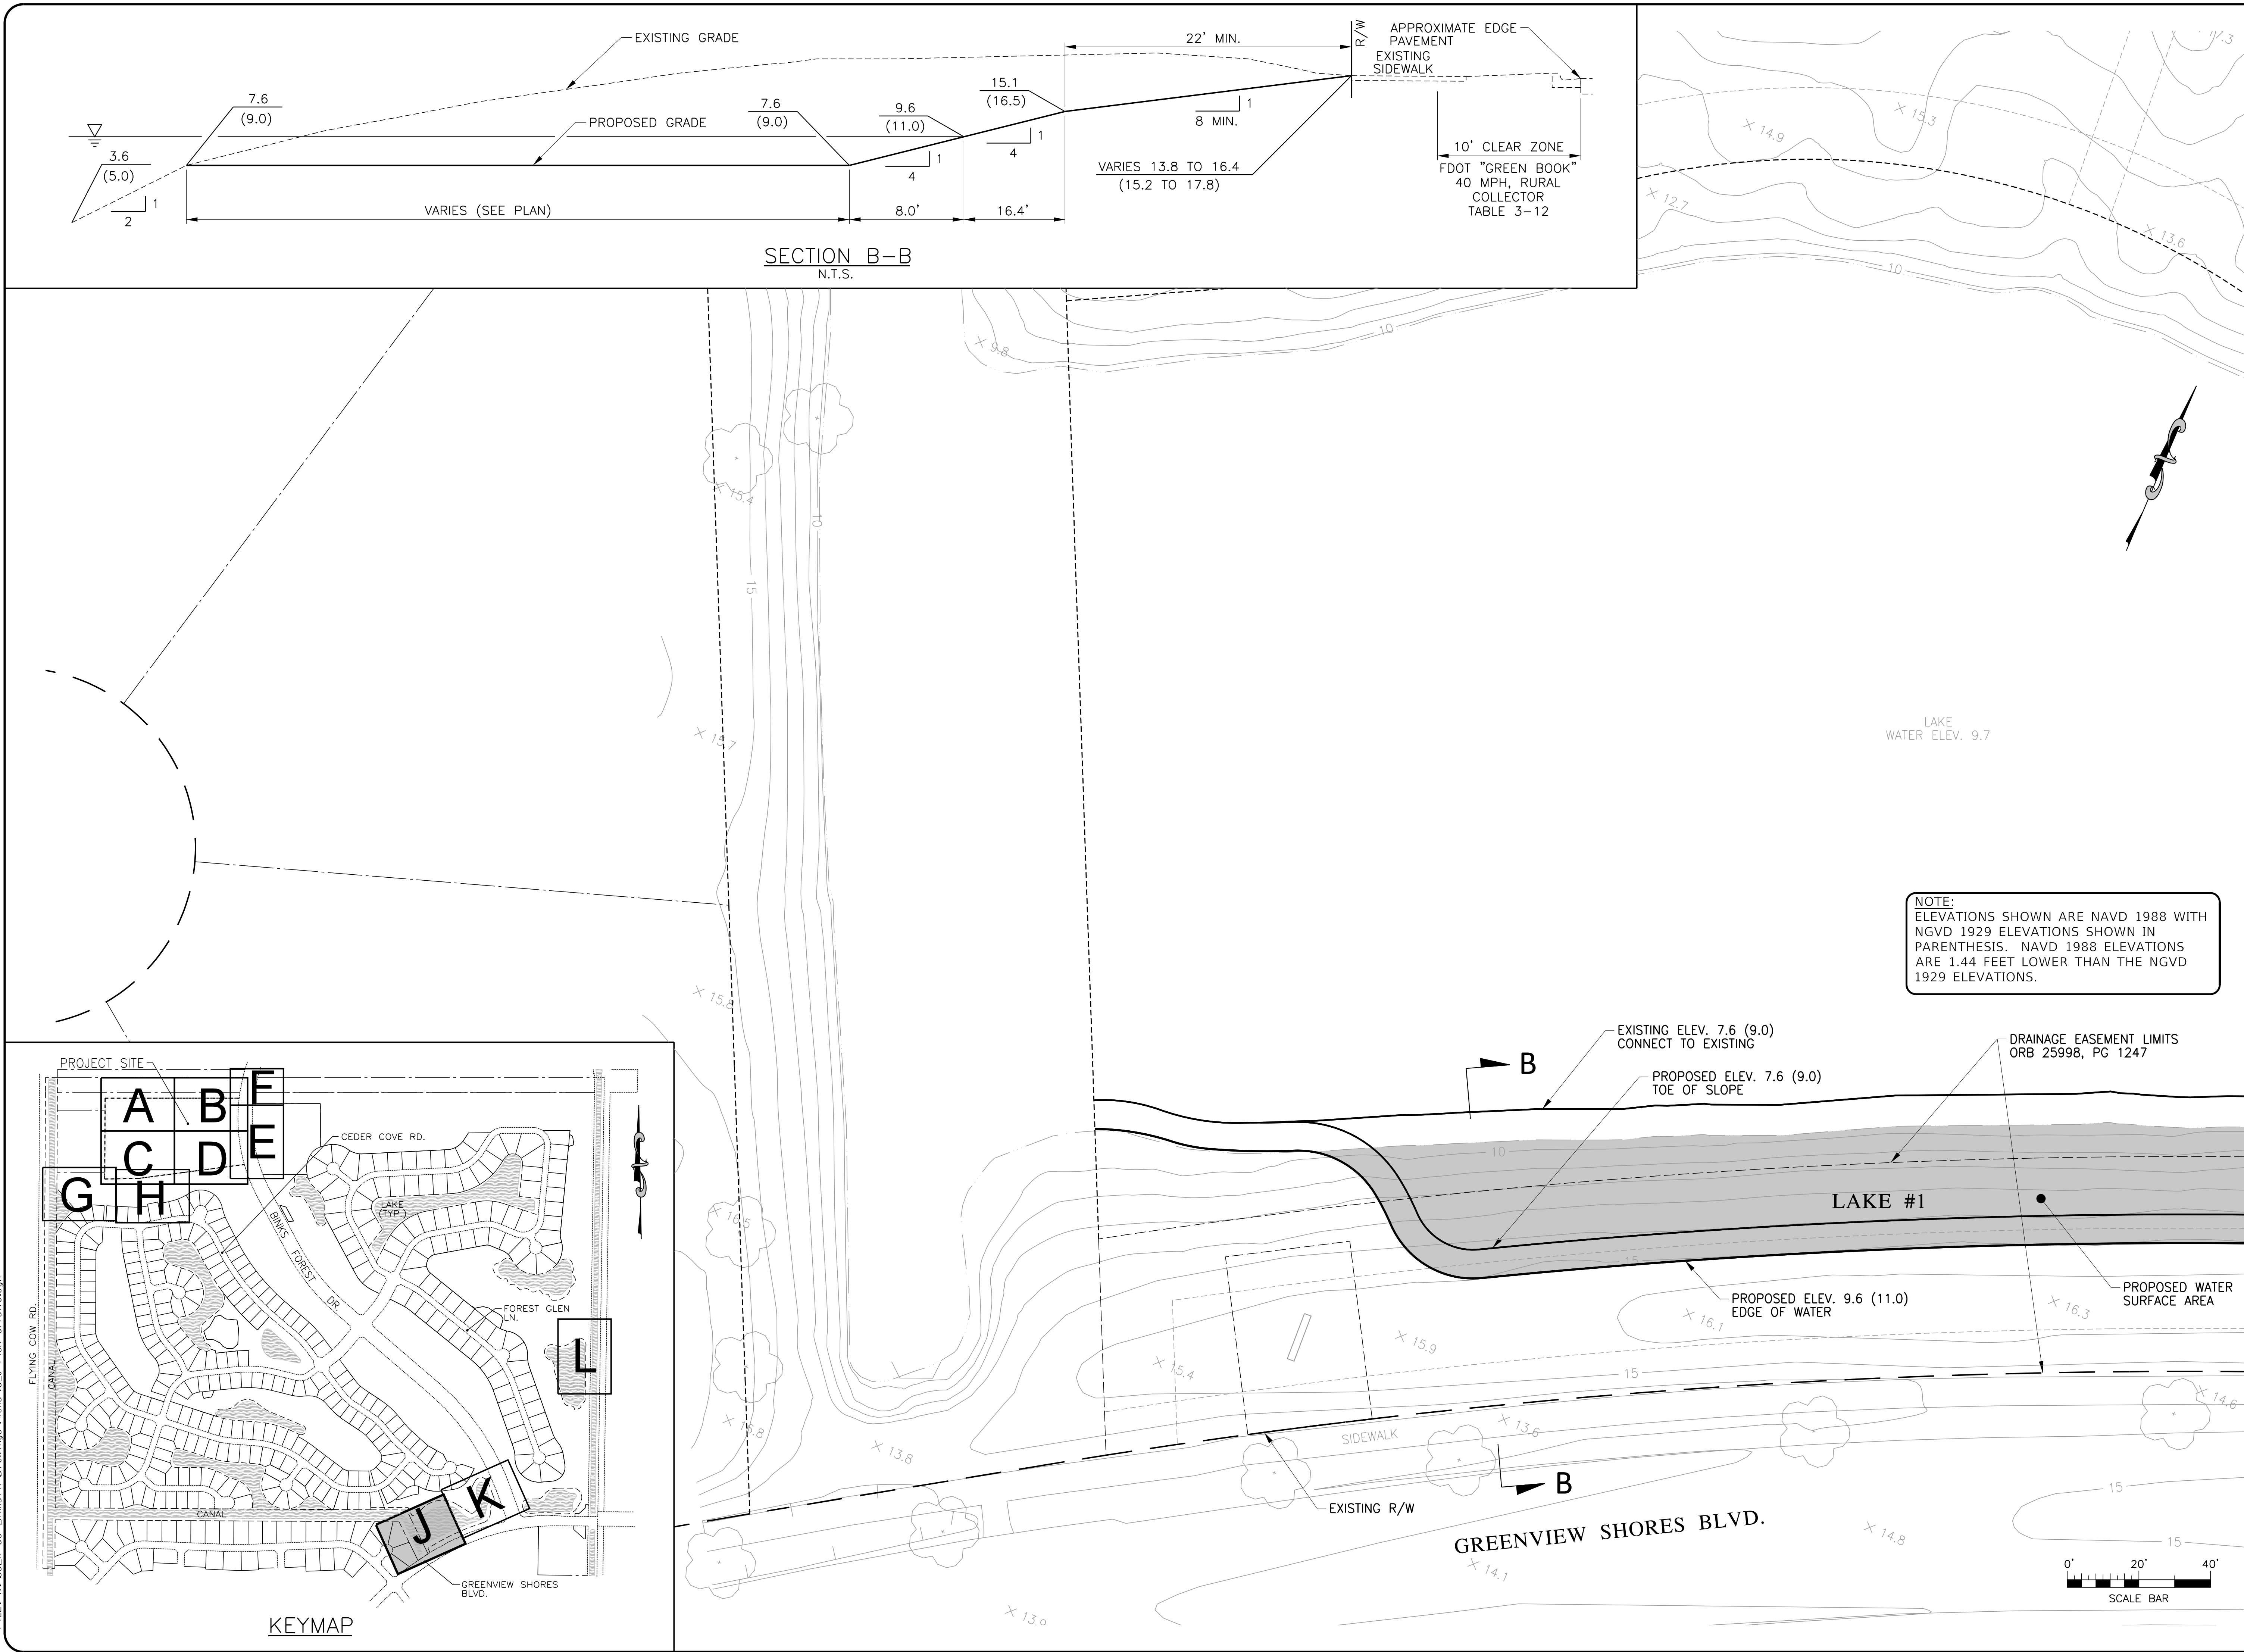 EXISTING GRADE
22' MIN.
R/W
APPROXIMATE EDGE
PAVEMENT
EXISTING
SIDEWALK
7.6
(9.0)
PROPOSED GRADE
7.6
(9.0)
9.6
(11.0)
15.1
(16.5)
1
8 MIN.
3.6
(5.0)
1
2
1
4
1
4
VARIES 13.8 TO 16.4
(15.2 TO 17.8)
10' CLEAR ZONE
FDOT "GREEN BOOK"
40 MPH, RURAL
COLLECTOR
TABLE 3-12
VARIES (SEE PLAN)
8.0'
16.4'
SECTION B-B
N.T.S.
17.3
15.3
14.9
12.7
13.6
10
10
9.8
15.4
10
15
15.7
LAKE
WATER ELEV. 9.7
NOTE:
ELEVATIONS SHOWN ARE NAVD 1988 WITH
NGVD 1929 ELEVATIONS SHOWN IN
PARENTHESIS. NAVD 1988 ELEVATIONS
ARE 1.44 FEET LOWER THAN THE NGVD
1929 ELEVATIONS.
EXISTING ELEV. 7.6 (9.0)
CONNECT TO EXISTING
B
PROPOSED ELEV. 7.6 (9.0)
TOE OF SLOPE
DRAINAGE EASEMENT LIMITS
ORB 25998, PG 1247
10
LAKE #1
15
PROPOSED ELEV. 9.6 (11.0)
EDGE OF WATER
PROPOSED WATER
SURFACE AREA
16.5
16.1
16.3
15.9
15.4
15
14.6
13.8
13.6
SIDEWALK
B
EXISTING R/W
GREENVIEW SHORES BLVD.
15
14.8
15
14.1
13.9
0'
20'
40'
SCALE BAR
PROJECT SITE
A
B
F
C
D
E
G
H
CEDER COVE RD.
LAKE
(TYP.)
BINKS FOREST DR.
FOREST GLEN
LN.
L
FLYING COW RD.
CANAL
CANAL
J
K
GREENVIEW SHORES
BLVD.
KEYMAP